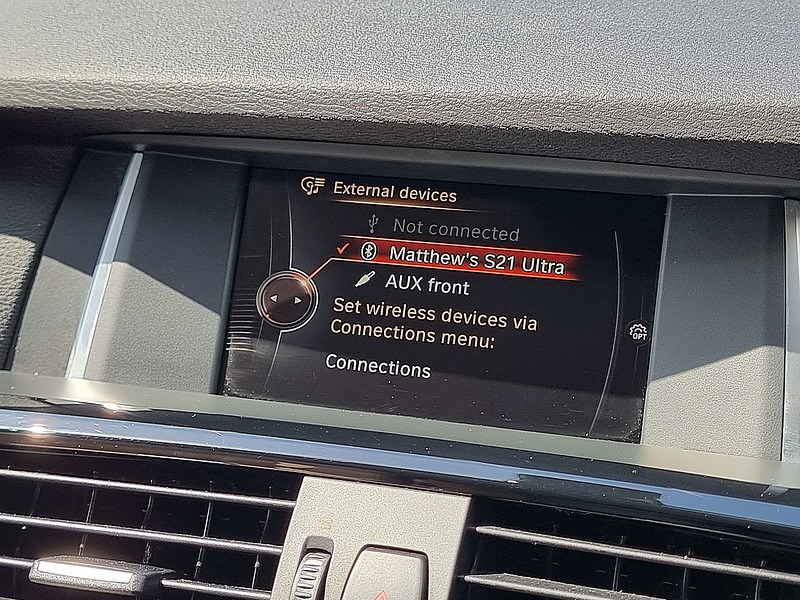 External devices
Not connected
Matthew's S21 Ultra
AUX front
Set wireless devices via
Connections menu:
Connections
OPT